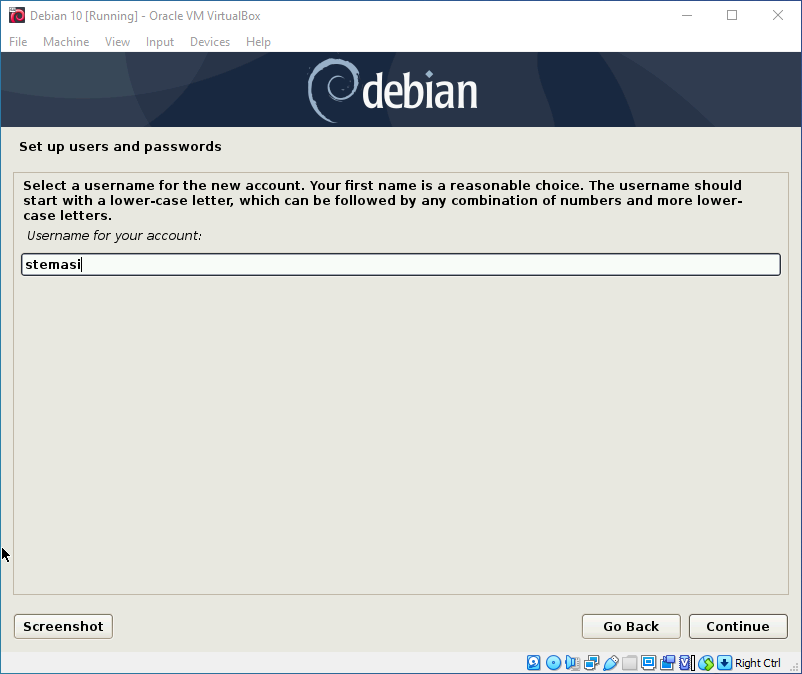 Debian 10 [Running] - Oracle VM VirtualBox
File Machine View Input Devices Help
debian
Set up users and passwords
Select a username for the new account. Your first name is a reasonable choice. The username should
start with a lower-case letter, which can be followed by any combination of numbers and more lower-
case letters.
Username for your account:
stemasi
Screenshot Go Back Continue
Right Ctrl